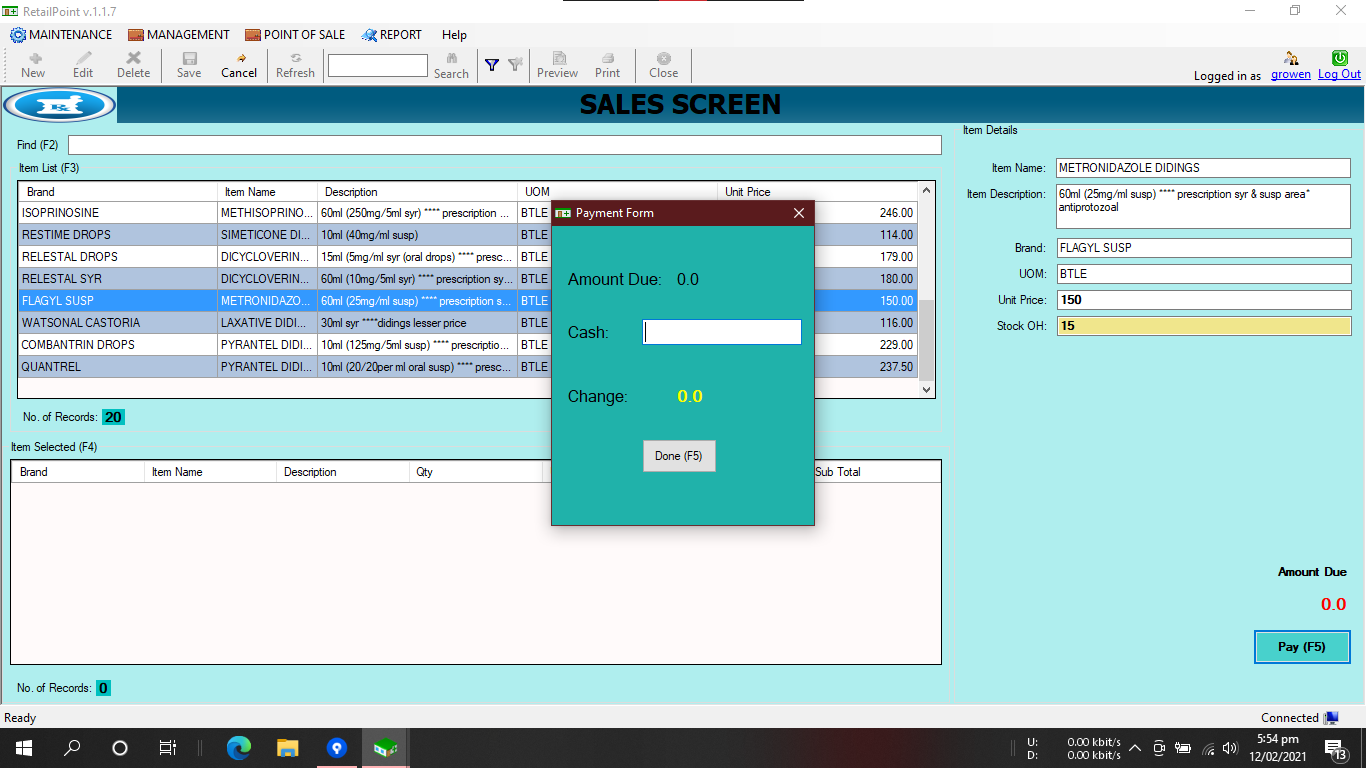 RetailPoint v.1.1.7
MAINTENANCE MANAGEMENT POINT OF SALE REPORT Help
New Edit Delete Save Cancel Refresh Search Preview Print Close
Logged in as growen Log Out
SALES SCREEN
Find (F2)
Item List (F3)
Brand Item Name Description UOM Unit Price
ISOPRINOSINE METHISOPRINO... 60ml (250mg/5ml syr) **** prescription ... BTLE 246.00
RESTIME DROPS SIMETICONE DI... 10ml (40mg/ml susp) BTLE 114.00
RELESTAL DROPS DICYCLOVERIN... 15ml (5mg/ml syr (oral drops) **** presc... BTLE 179.00
RELESTAL SYR DICYCLOVERIN... 60ml (10mg/5ml syr) **** prescription sy... BTLE 180.00
FLAGYL SUSP METRONIDAZO... 60ml (25mg/ml susp) **** prescription s... BTLE 150.00
WATSONAL CASTORIA LAXATIVE DIDI... 30ml syr ****didings lesser price BTLE 116.00
COMBANTRIN DROPS PYRANTEL DIDI... 10ml (125mg/5ml susp) **** prescriptio... BTLE 229.00
QUANTREL PYRANTEL DIDI... 10ml (20/20per ml oral susp) **** presc... BTLE 237.50
No. of Records: 20
Item Selected (F4)
Brand Item Name Description Qty Sub Total
No. of Records: 0
Payment Form
Amount Due: 0.0
Cash:
Change: 0.0
Done (F5)
Item Details
Item Name: METRONIDAZOLE DIDINGS
Item Description: 60ml (25mg/ml susp) **** prescription syr & susp area*
antiprotozoal
Brand: FLAGYL SUSP
UOM: BTLE
Unit Price: 150
Stock OH: 15
Amount Due
0.0
Pay (F5)
Ready
Connected
U: 0.00 kbit/s
D: 0.00 kbit/s
5:54 pm
12/02/2021
13